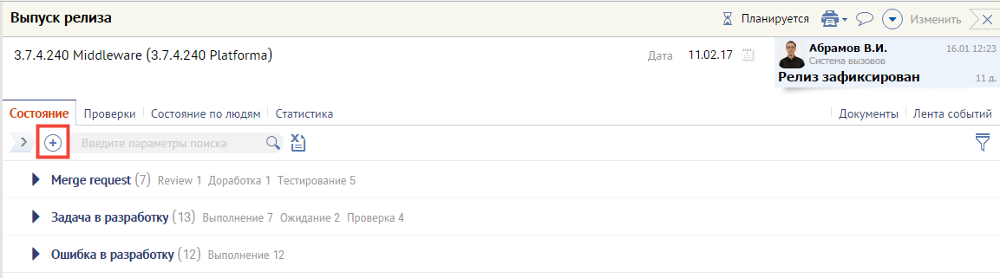 Выпуск релиза
Планируется
Изменить
3.7.4.240 Middleware (3.7.4.240 Platforma)
Дата 11.02.17
Абрамов В.И. 16.01 12:23
Система вызовов
Релиз зафиксирован 11 д.
Состояние Проверки Состояние по людям Статистика Документы Лента событий
Введите параметры поиска
Merge request (7) Review 1 Доработка 1 Тестирование 5
Задача в разработку (13) Выполнение 7 Ожидание 2 Проверка 4
Ошибка в разработку (12) Выполнение 12